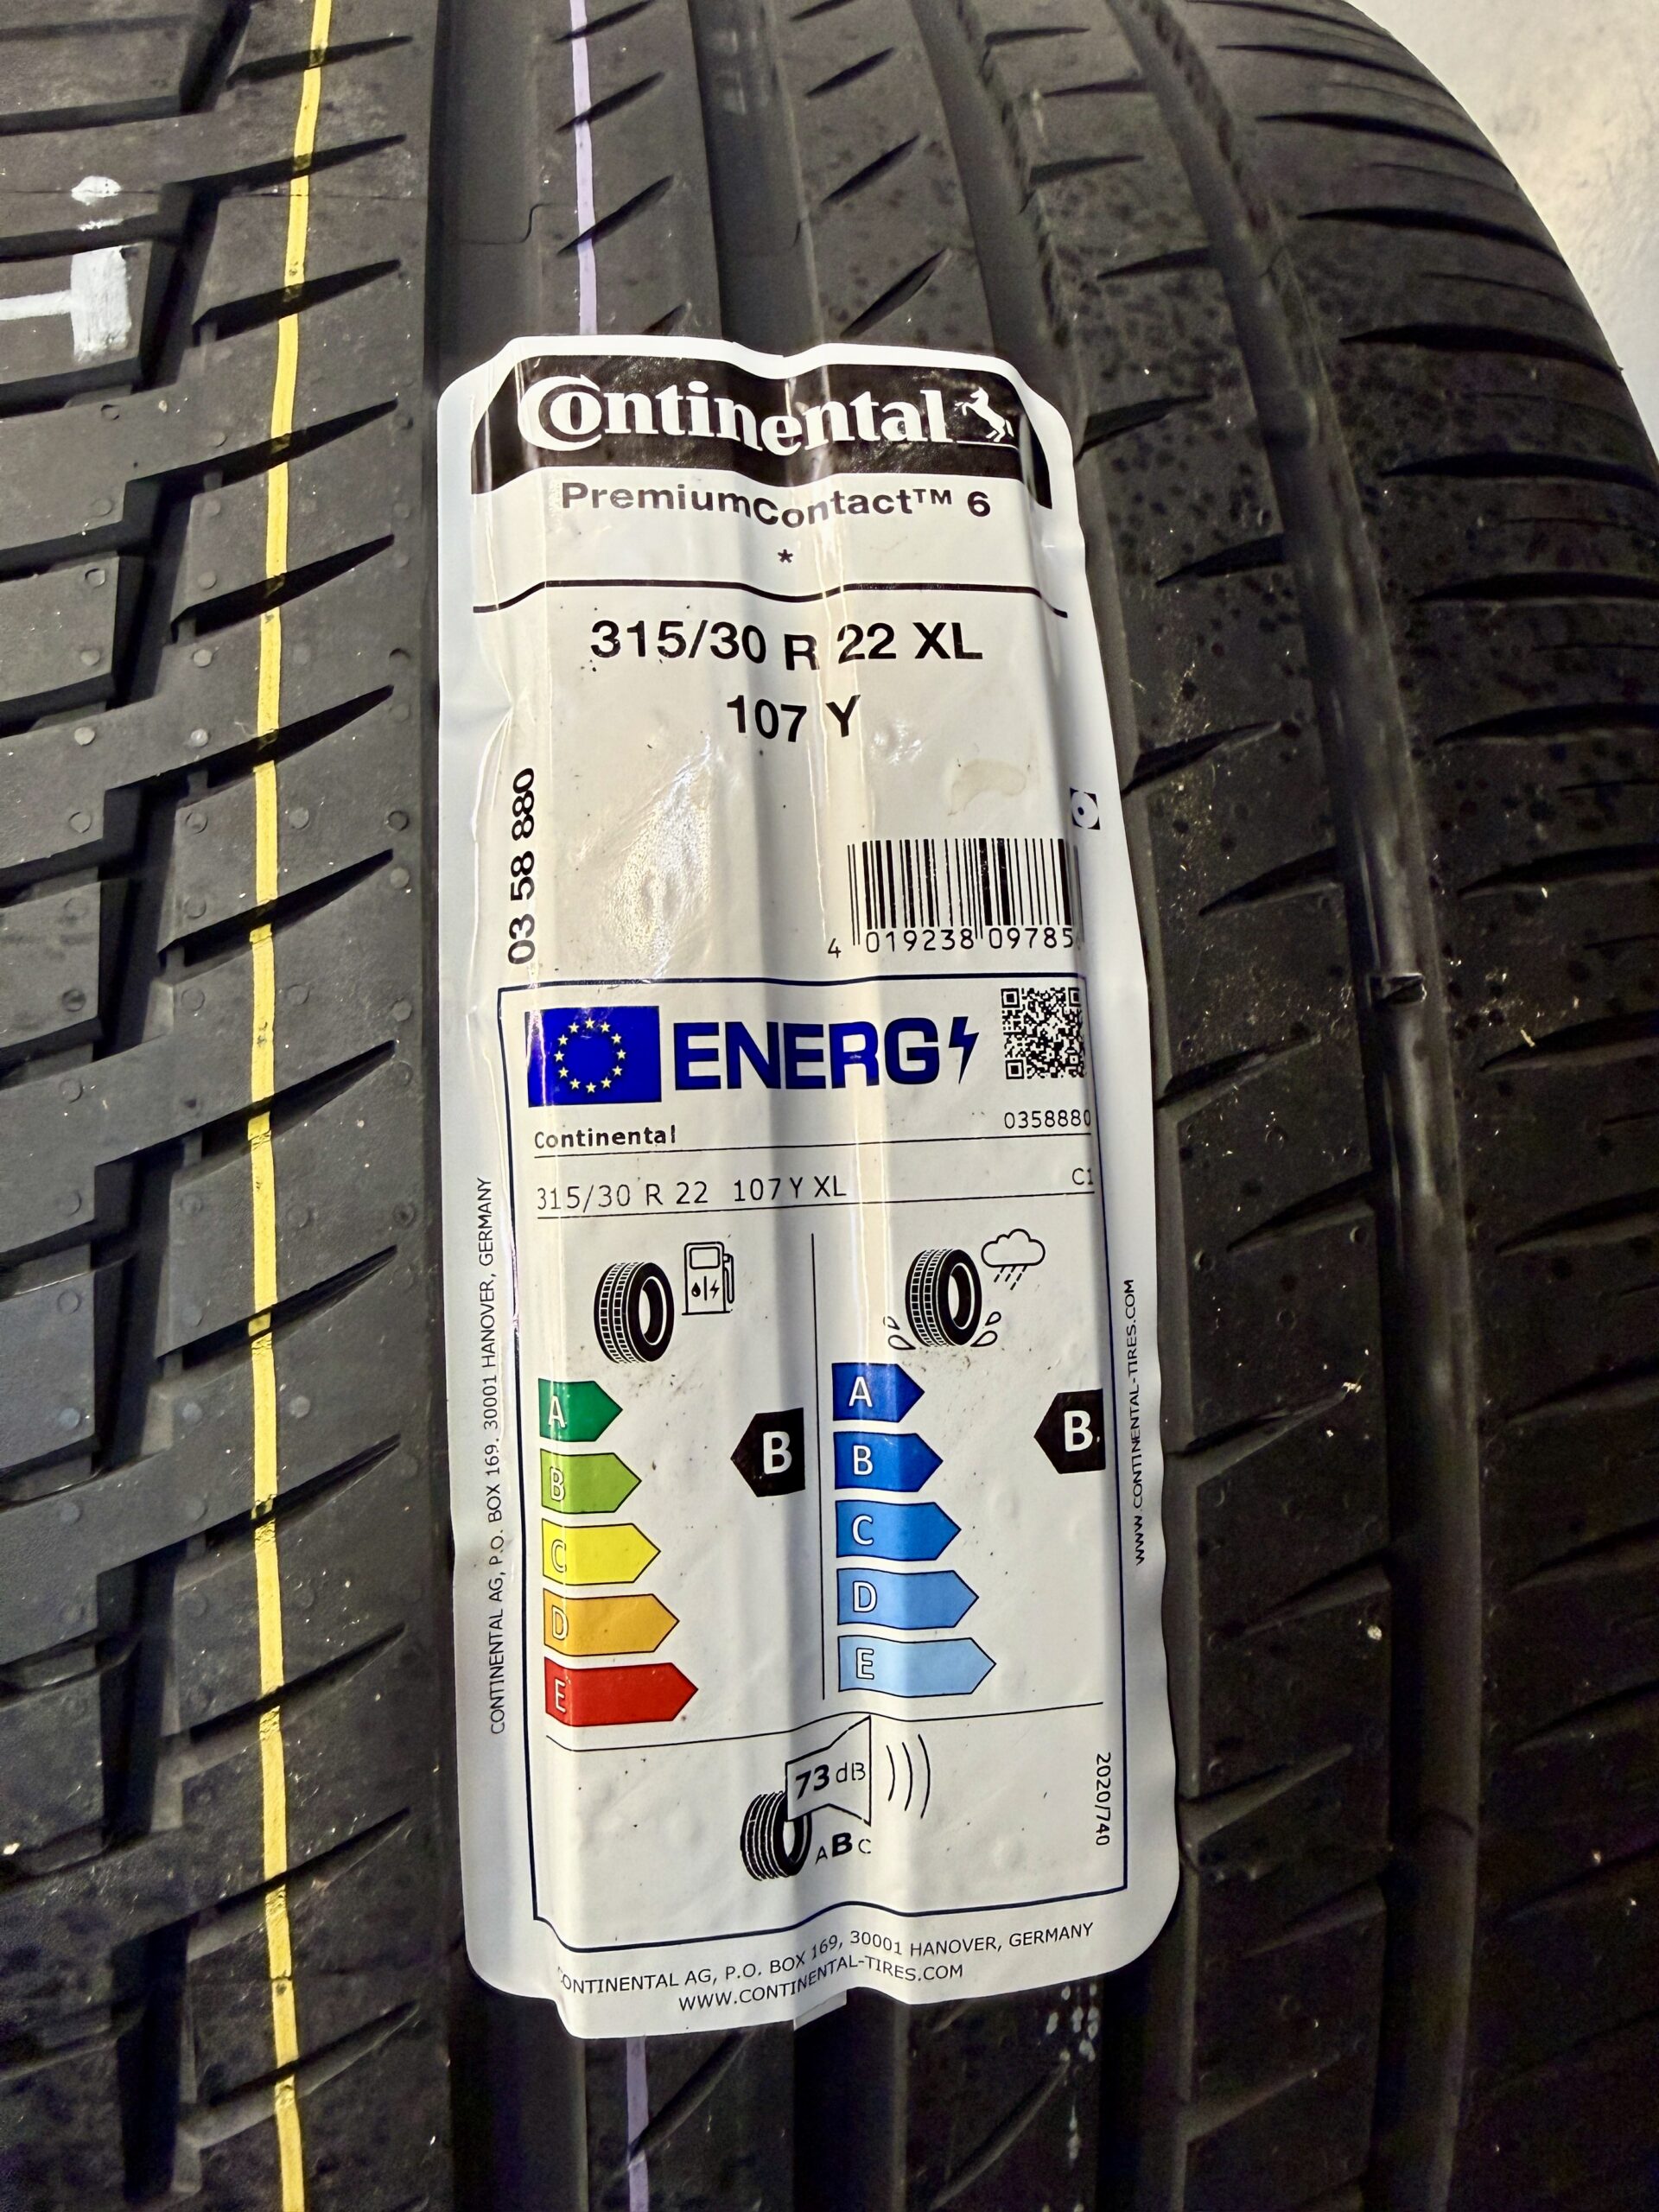 Continental
PremiumContact™ 6
*
315/30 R 22 XL
107 Y
03 58 880
4 019238 09785
ENERG
0358880
Continental
315/30 R 22 107 Y XL C1
A
B
C
D
E
B
A
B
C
D
E
B
73 dB
ABC
2020/740
CONTINENTAL AG, P.O. BOX 169, 30001 HANOVER, GERMANY
WWW.CONTINENTAL-TIRES.COM
CONTINENTAL AG, P.O. BOX 169, 30001 HANOVER, GERMANY
WWW.CONTINENTAL-TIRES.COM